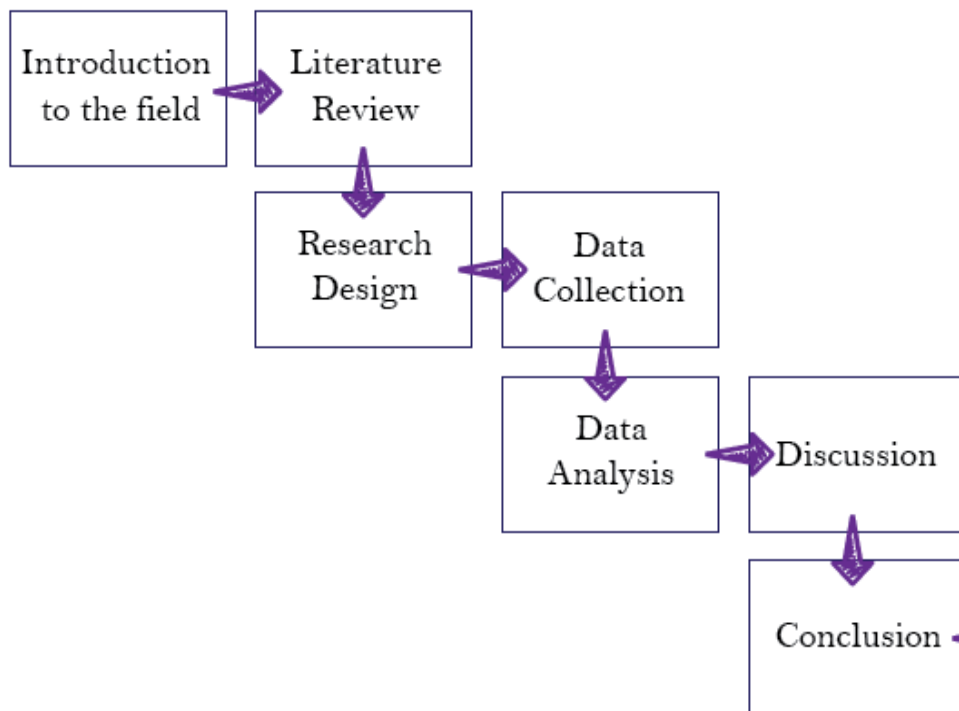 Introduction
to the field
Literature
Review
Research
Design
Data
Collection
Data
Analysis
Discussion
Conclusion